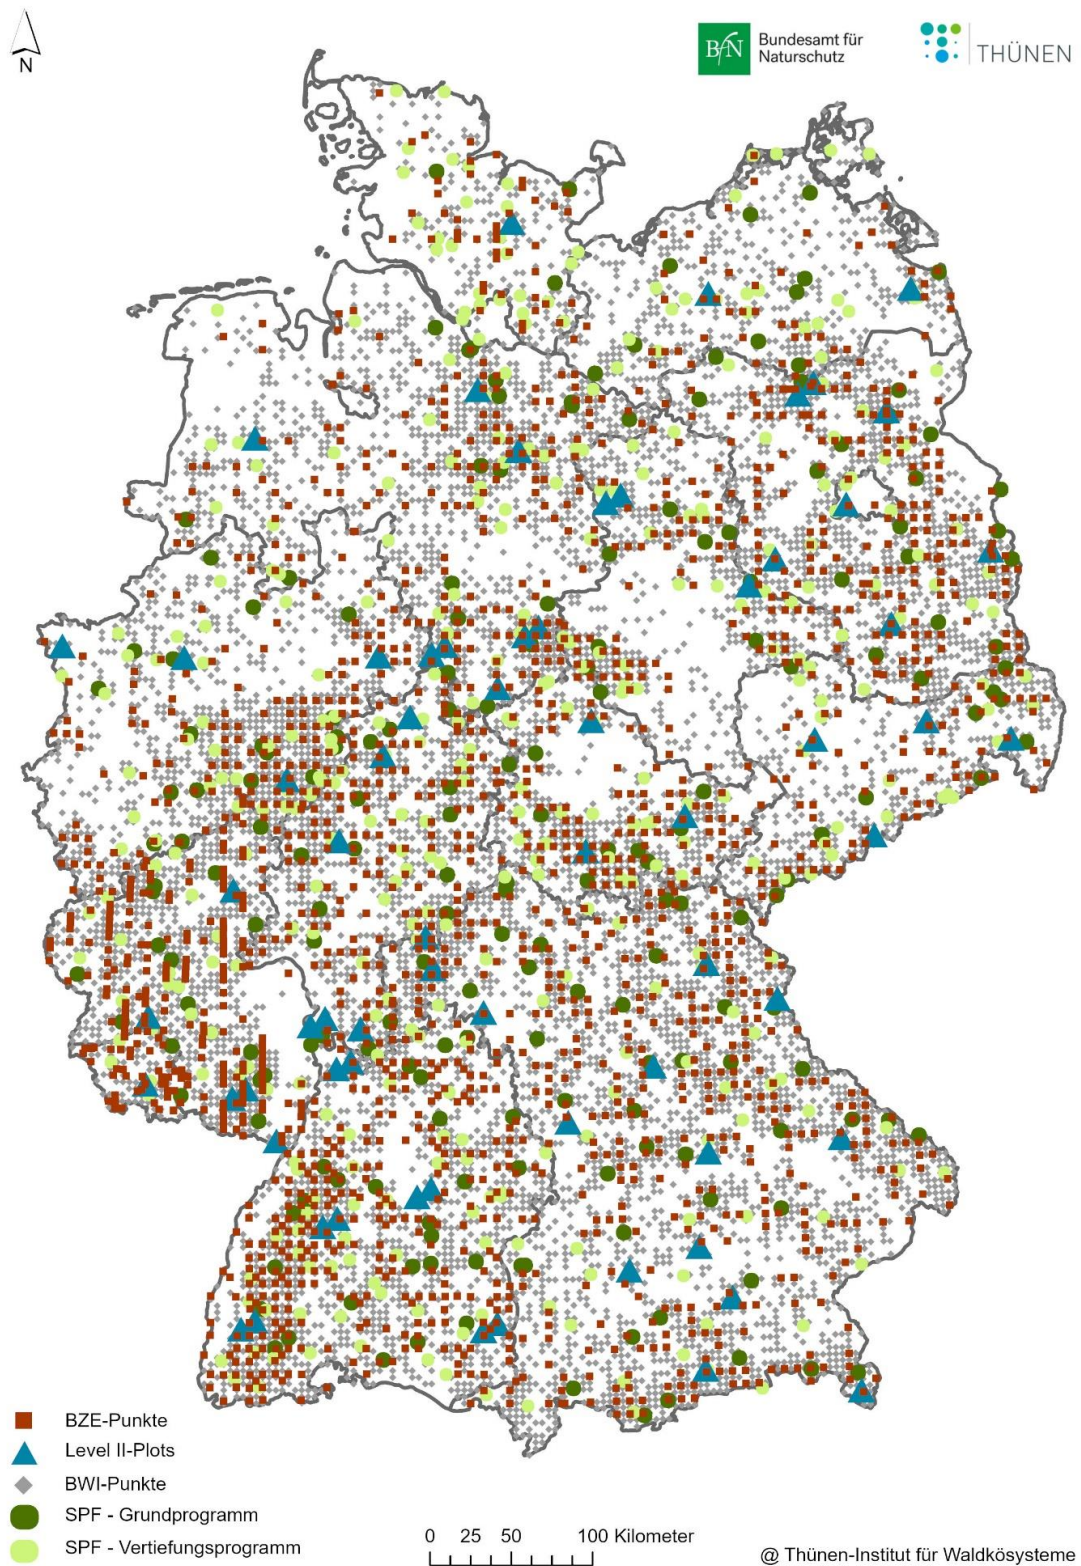 N
BfN
Bundesamt für
Naturschutz
THÜNEN
BZE-Punkte
Level II-Plots
BWI-Punkte
SPF - Grundprogramm
SPF - Vertiefungsprogramm
0 25 50 100 Kilometer
@ Thünen-Institut für Waldkösysteme